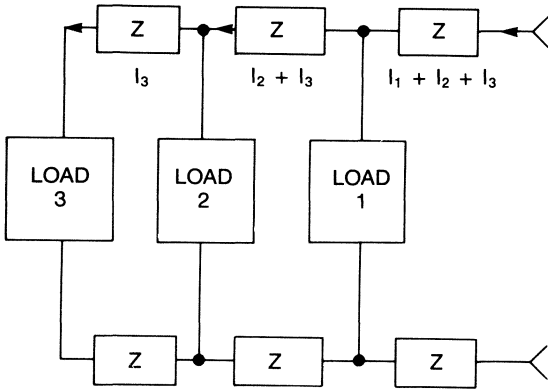 Z Z Z
I₃ I₂ + I₃ I₁ + I₂ + I₃
LOAD LOAD LOAD
3 2 1
Z Z Z